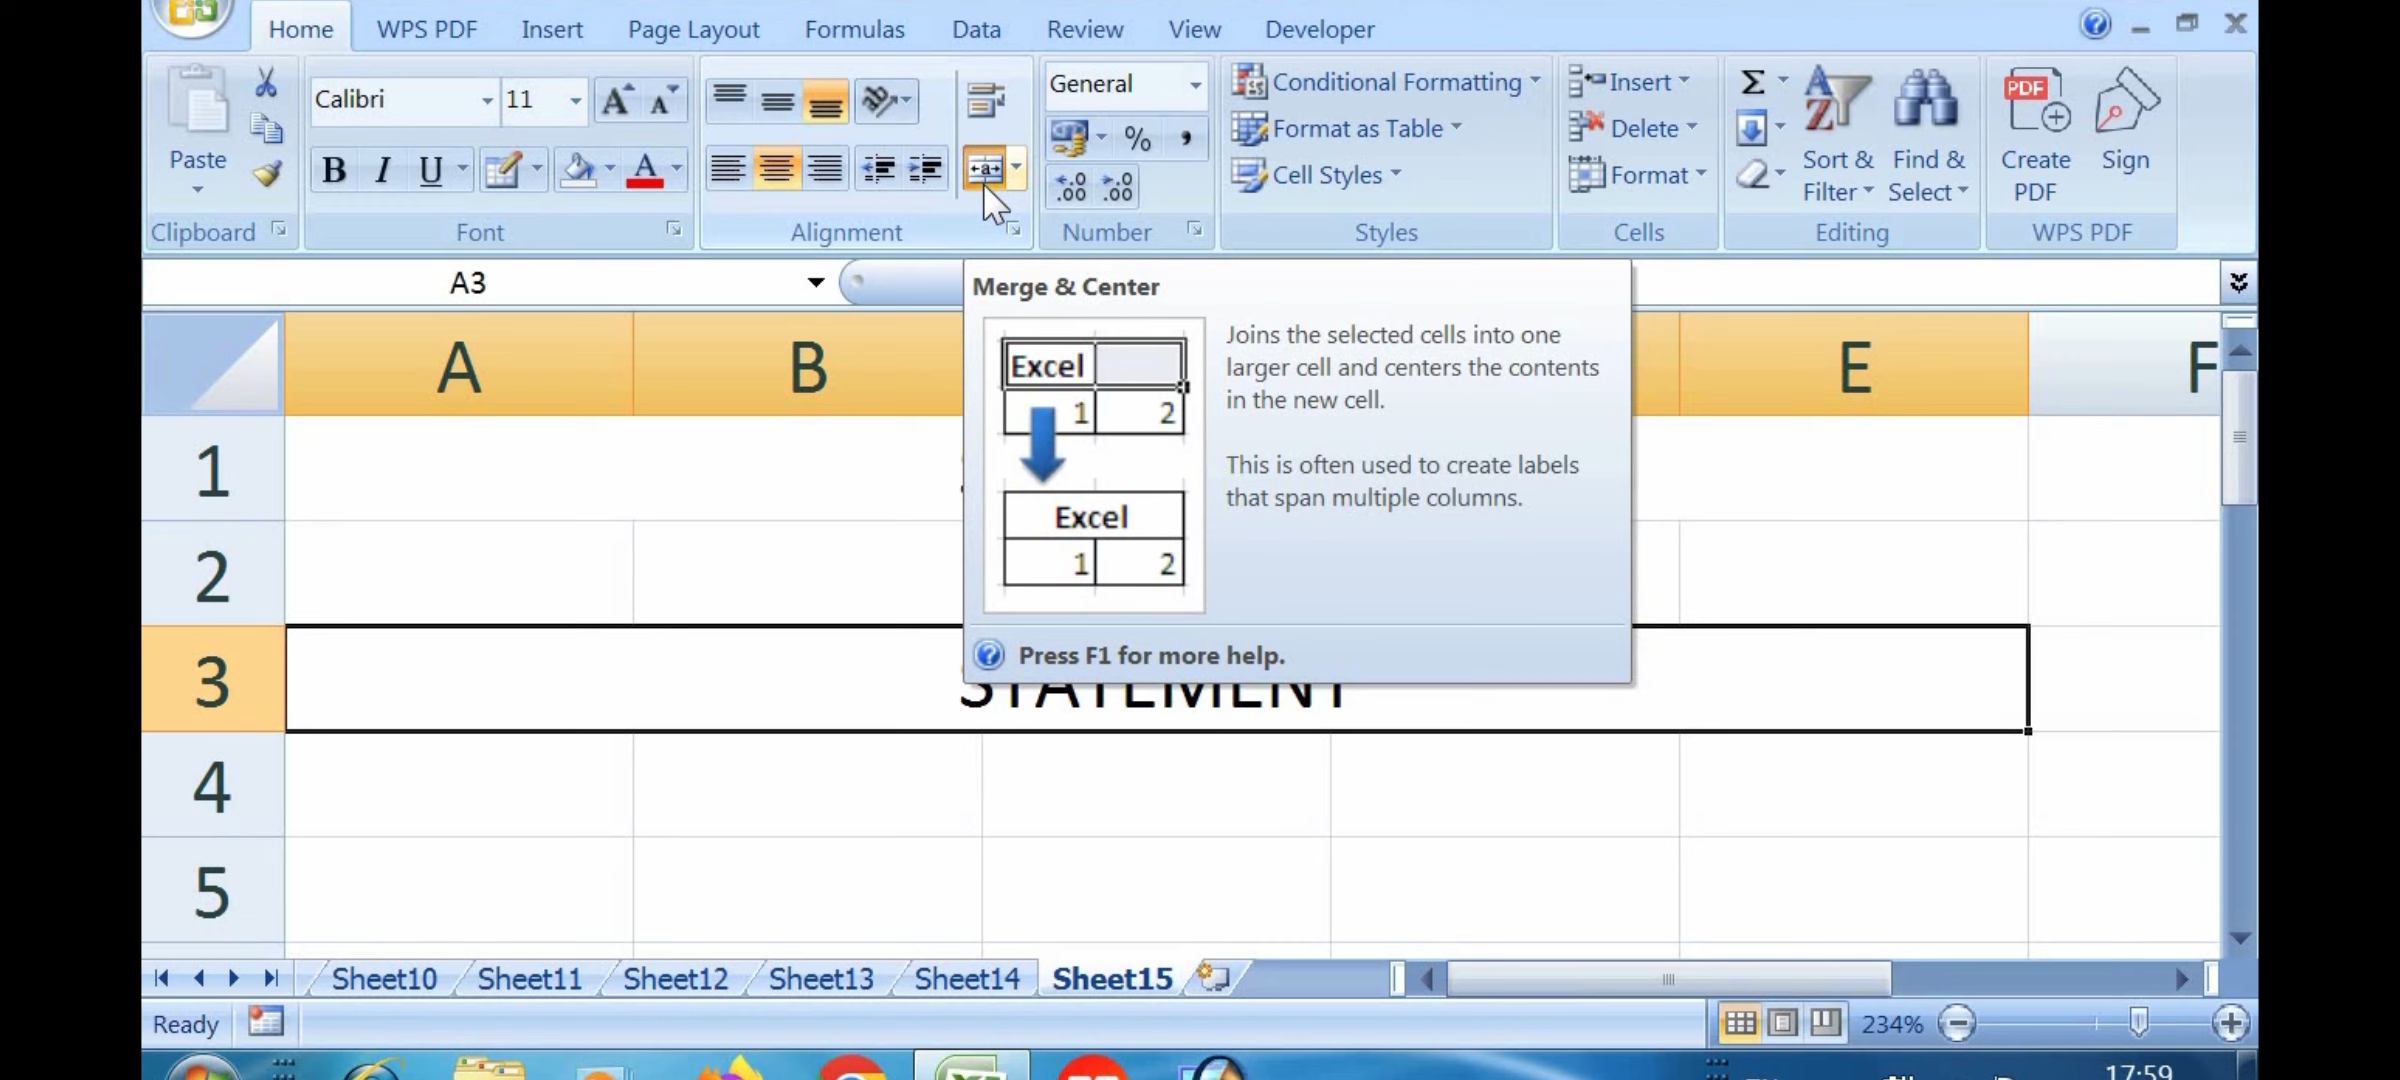 Home WPS PDF Insert Page Layout Formulas Data Review View Developer
Calibri 11 General Conditional Formatting Insert
Paste B I U A % , Format as Table Delete Sort & Filter Find & Select Create PDF Sign
Cell Styles Format
Clipboard Font Alignment Number Styles Cells Editing WPS PDF
A3
Merge & Center
Joins the selected cells into one
larger cell and centers the contents
in the new cell.
This is often used to create labels
that span multiple columns.
Excel
1 2
Excel
1 2
Press F1 for more help.
A B E F
1
2
3 STATEMENT
4
5
Sheet10 Sheet11 Sheet12 Sheet13 Sheet14 Sheet15
Ready 234%
17:59